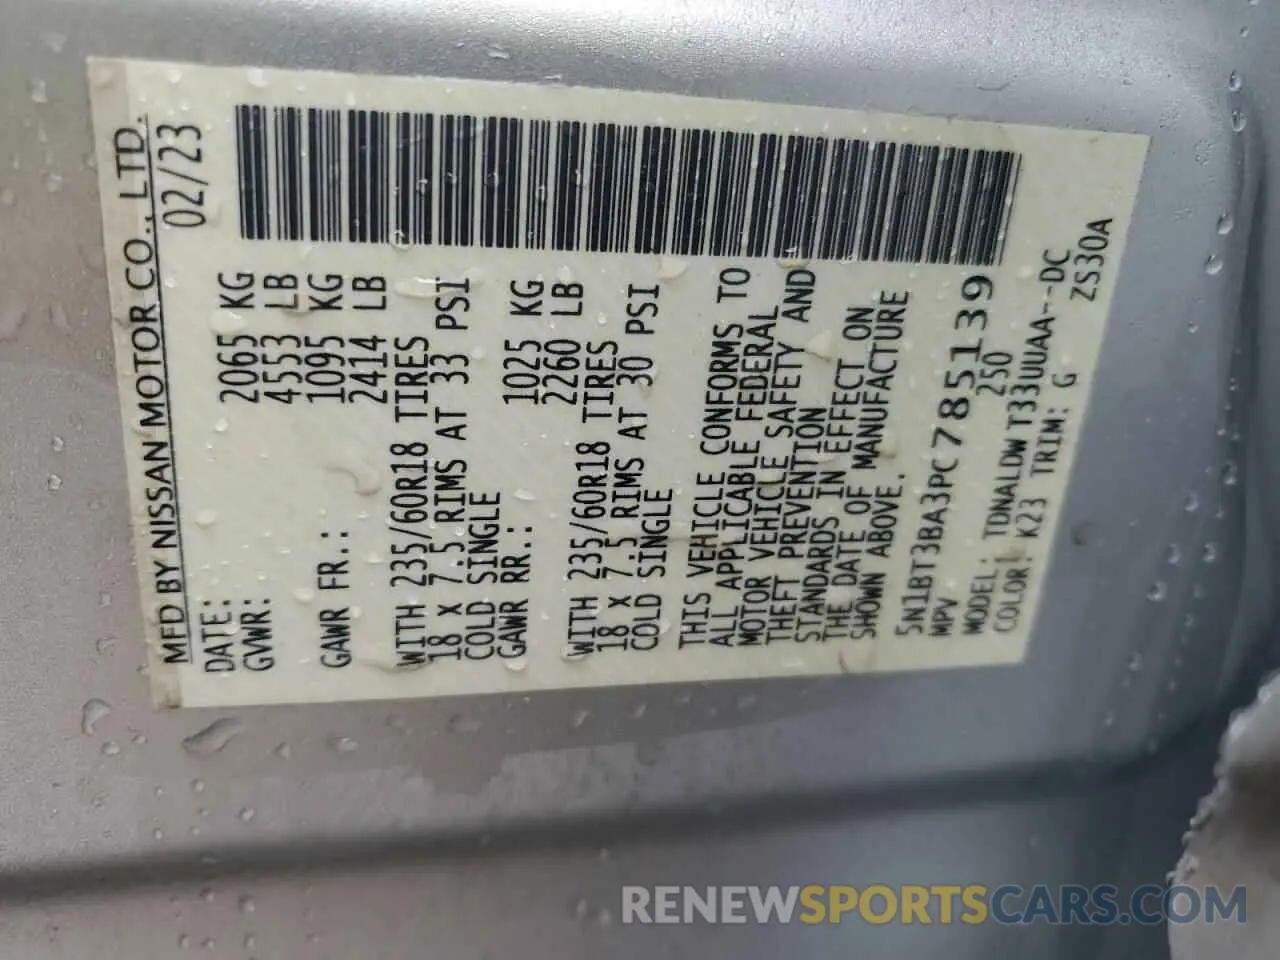 MFD BY NISSAN MOTOR CO., LTD.
DATE: 02/23
GVWR: 2065 KG
4553 LB
GAWR FR.: 1095 KG
2414 LB
WITH 235/60R18 TIRES
18 x 7.5 RIMS AT 33 PSI
COLD SINGLE
GAWR RR.: 1025 KG
2260 LB
WITH 235/60R18 TIRES
18 x 7.5 RIMS AT 30 PSI
COLD SINGLE
THIS VEHICLE CONFORMS TO
ALL APPLICABLE FEDERAL
MOTOR VEHICLE SAFETY AND
THEFT PREVENTION
STANDARDS IN EFFECT ON
THE DATE OF MANUFACTURE
SHOWN ABOVE.
5N1BT3BA3PC785139
MPV 250
MODEL: TDNALDWT33UUAA--DC
COLOR: K23 TRIM: G ZS30A
RENEWSPORTSCARS.COM